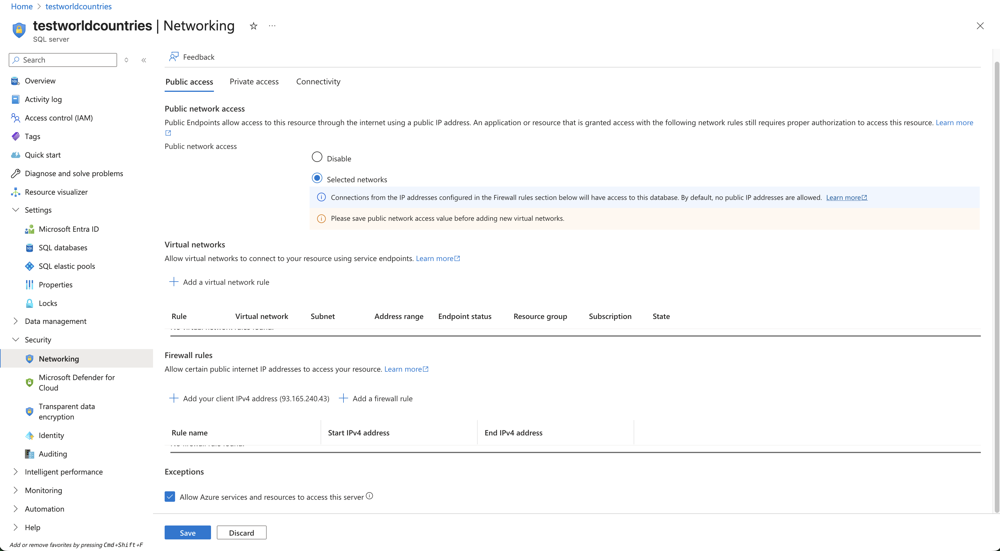 Home > testworldcountries
testworldcountries | Networking
SQL server
Search
Overview
Activity log
Access control (IAM)
Tags
Quick start
Diagnose and solve problems
Resource visualizer
Settings
Microsoft Entra ID
SQL databases
SQL elastic pools
Properties
Locks
Data management
Security
Networking
Microsoft Defender for
Cloud
Transparent data
encryption
Identity
Auditing
Intelligent performance
Monitoring
Automation
Help
Add or remove favorites by pressing Cmd+Shift+F
Feedback
Public access Private access Connectivity
Public network access
Public Endpoints allow access to this resource through the internet using a public IP address. An application or resource that is granted access with the following network rules still requires proper authorization to access this resource. Learn more
Public network access
Disable
Selected networks
Connections from the IP addresses configured in the Firewall rules section below will have access to this database. By default, no public IP addresses are allowed. Learn more
Please save public network access value before adding new virtual networks.
Virtual networks
Allow virtual networks to connect to your resource using service endpoints. Learn more
Add a virtual network rule
Rule Virtual network Subnet Address range Endpoint status Resource group Subscription State
Firewall rules
Allow certain public internet IP addresses to access your resource. Learn more
Add your client IPv4 address (93.165.240.43) Add a firewall rule
Rule name Start IPv4 address End IPv4 address
Exceptions
Allow Azure services and resources to access this server
Save Discard